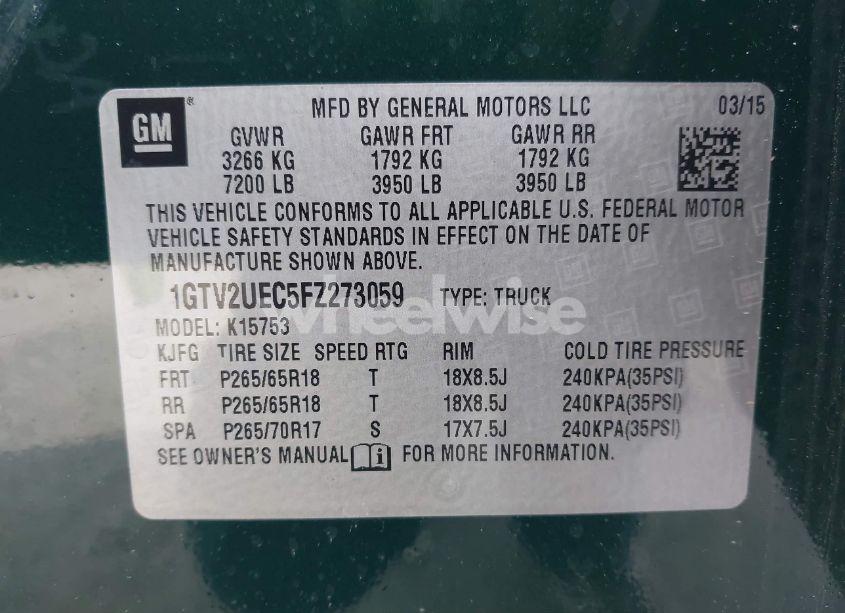 GM
MFD BY GENERAL MOTORS LLC 03/15
GVWR GAWR FRT GAWR RR
3266 KG 1792 KG 1792 KG
7200 LB 3950 LB 3950 LB
THIS VEHICLE CONFORMS TO ALL APPLICABLE U.S. FEDERAL MOTOR
VEHICLE SAFETY STANDARDS IN EFFECT ON THE DATE OF
MANUFACTURE SHOWN ABOVE.
1GTV2UEC5FZ273059 TYPE: TRUCK
wheelwise
MODEL: K15753
KJFG TIRE SIZE SPEED RTG RIM COLD TIRE PRESSURE
FRT P265/65R18 T 18X8.5J 240KPA(35PSI)
RR P265/65R18 T 18X8.5J 240KPA(35PSI)
SPA P265/70R17 S 17X7.5J 240KPA(35PSI)
SEE OWNER'S MANUAL FOR MORE INFORMATION.